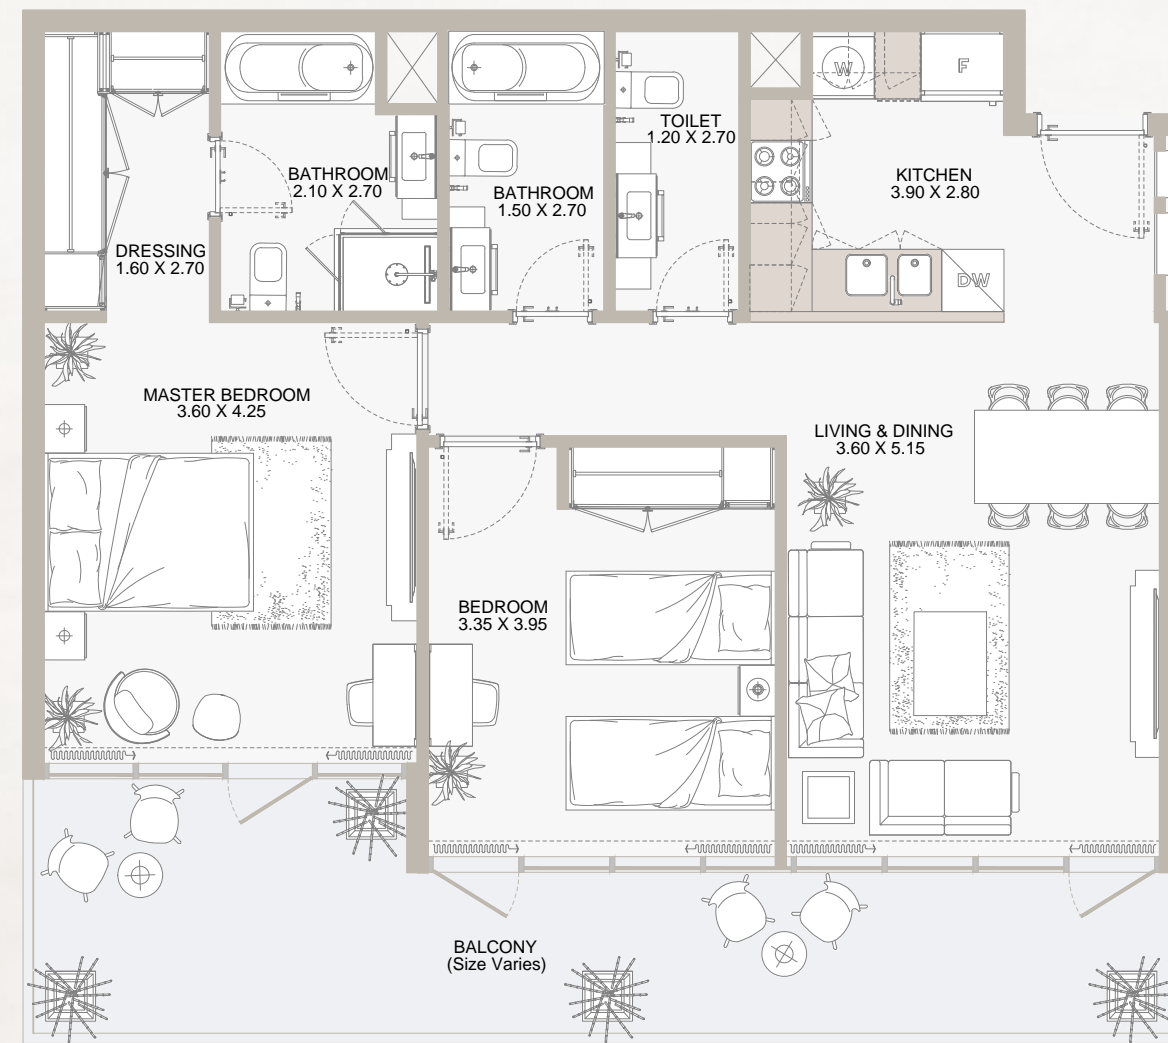 W
F
TOILET
1.20 X 2.70
BATHROOM
2.10 X 2.70
KITCHEN
3.90 X 2.80
BATHROOM
1.50 X 2.70
DRESSING
1.60 X 2.70
DW
MASTER BEDROOM
3.60 X 4.25
LIVING & DINING
3.60 X 5.15
BEDROOM
3.35 X 3.95
BALCONY
(Size Varies)